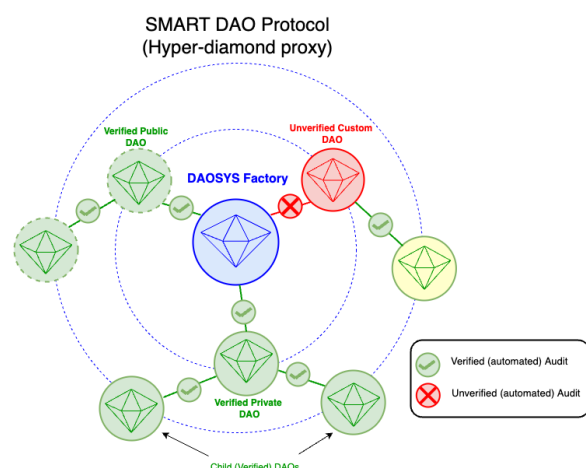 SMART DAO Protocol
(Hyper-diamond proxy)
Verified Public
DAO
Unverified Custom
DAO
DAOSYS Factory
Verified (automated) Audit
Unverified (automated) Audit
Verified Private
DAO
Child (Verified) DAOs